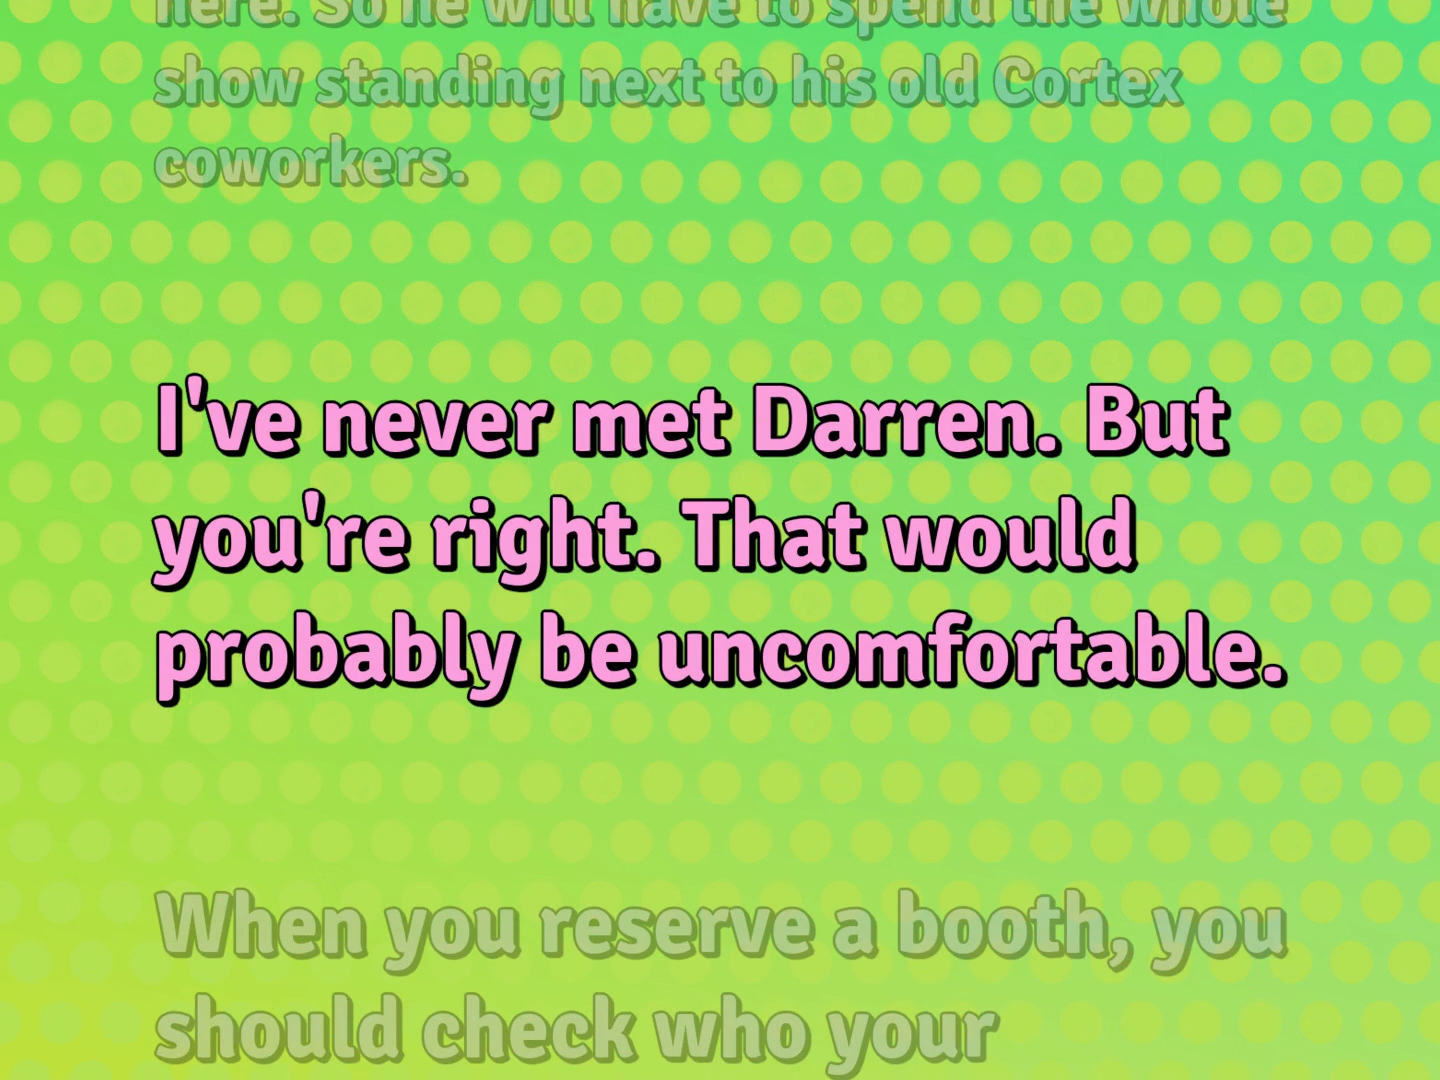 here. So he will have to spend the whole
show standing next to his old Cortex
coworkers.
I've never met Darren. But
you're right. That would
probably be uncomfortable.
When you reserve a booth, you
should check who your